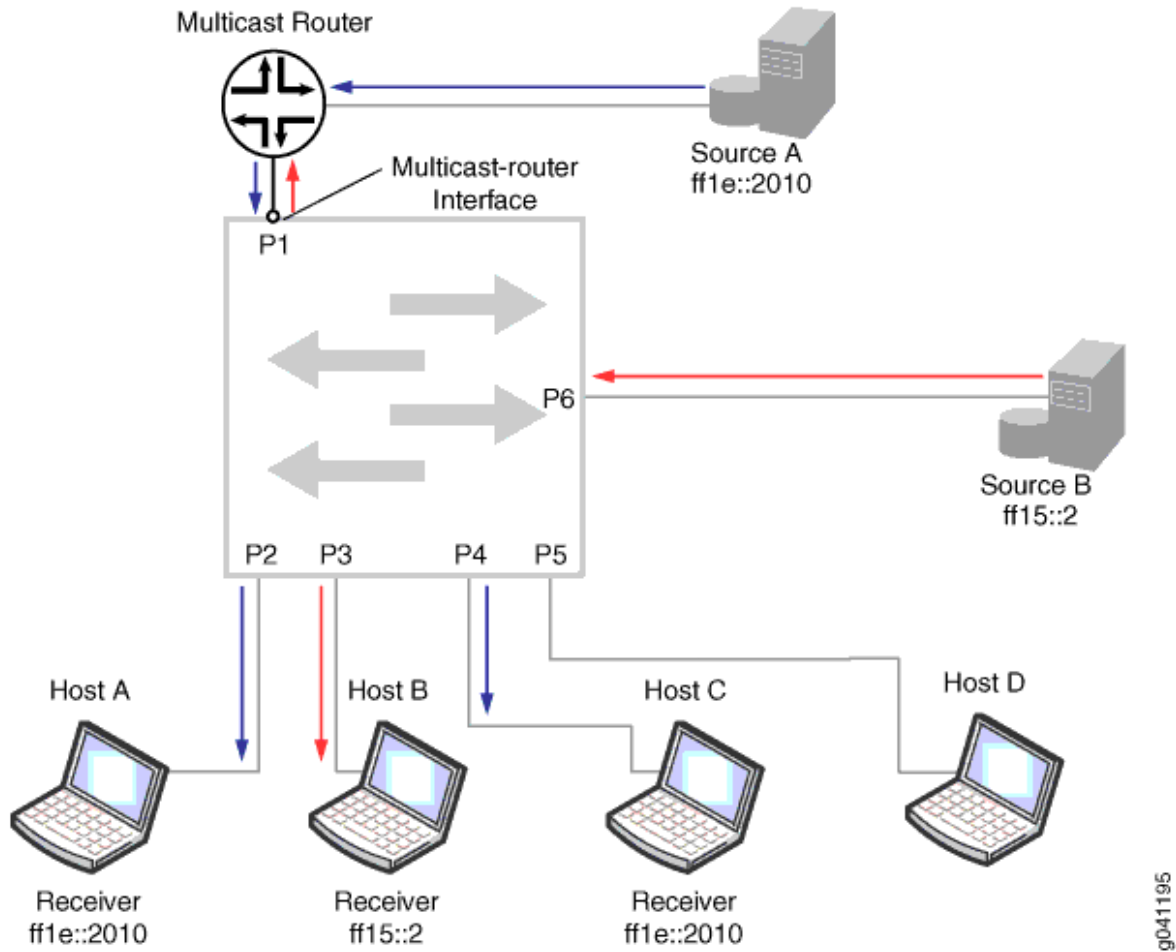 Multicast Router
Source A
ff1e::2010
Multicast-router
Interface
P1
P6
Source B
ff15::2
P2
P3
P4
P5
Host A
Host B
Host C
Host D
Receiver
ff1e::2010
Receiver
ff15::2
Receiver
ff1e::2010
g041195